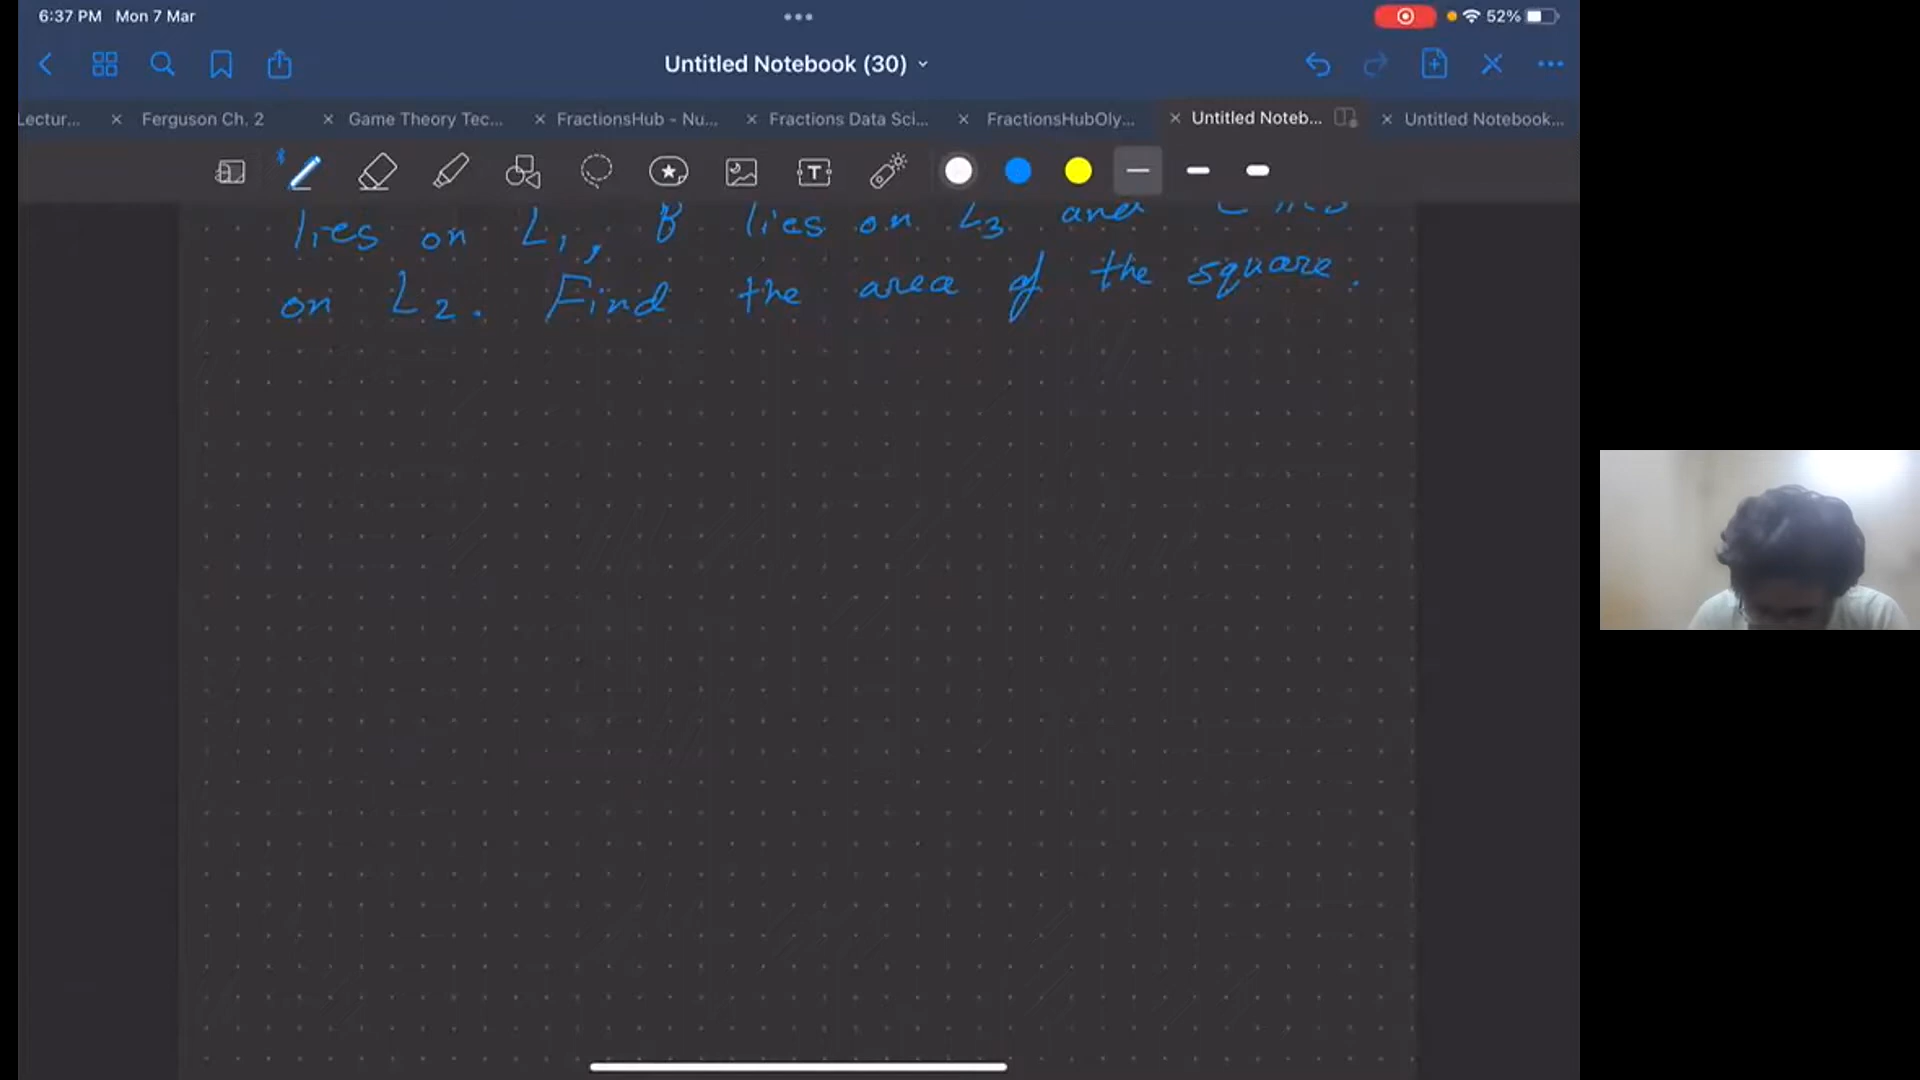 6:37 PM Mon 7 Mar
52%
Untitled Notebook (30)
Lectur... Ferguson Ch. 2 Game Theory Tec... FractionsHub - Nu... Fractions Data Sci... FractionsHubOly... Untitled Noteb... Untitled Notebook...
T
lies on L1, B lies on L3 and C lies
on L2. Find the area of the square.